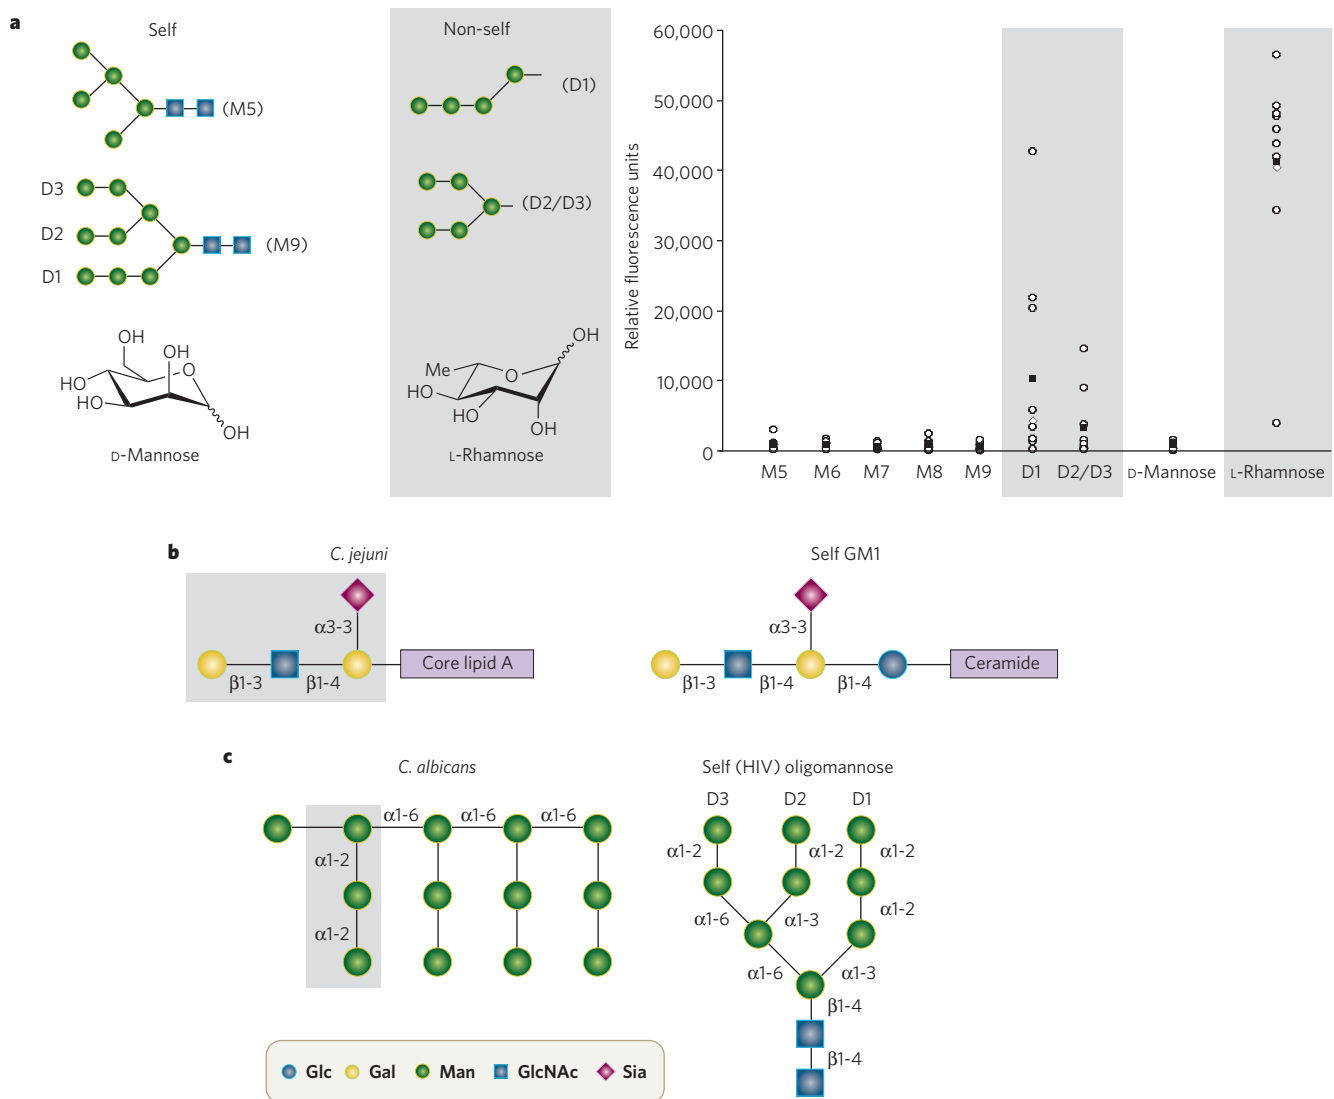 a
Self
Non-self
(M5)
D3
D2
D1
(M9)
(D1)
(D2/D3)
OH
OH
O
HO
HO
OH
D-Mannose
OH
Me
O
HO
HO
OH
L-Rhamnose
Relative fluorescence units
60,000
50,000
40,000
30,000
20,000
10,000
0
M5 M6 M7 M8 M9 D1 D2/D3 D-Mannose L-Rhamnose
b
C. jejuni
α3-3
β1-3
β1-4
Core lipid A
Self GM1
α3-3
β1-3
β1-4
β1-4
Ceramide
c
C. albicans
α1-6 α1-6 α1-6
α1-2
α1-2
Self (HIV) oligomannose
D3 D2 D1
α1-2 α1-2 α1-2
α1-6 α1-3 α1-2
α1-6 α1-3
β1-4
β1-4
Glc Gal Man GlcNAc Sia